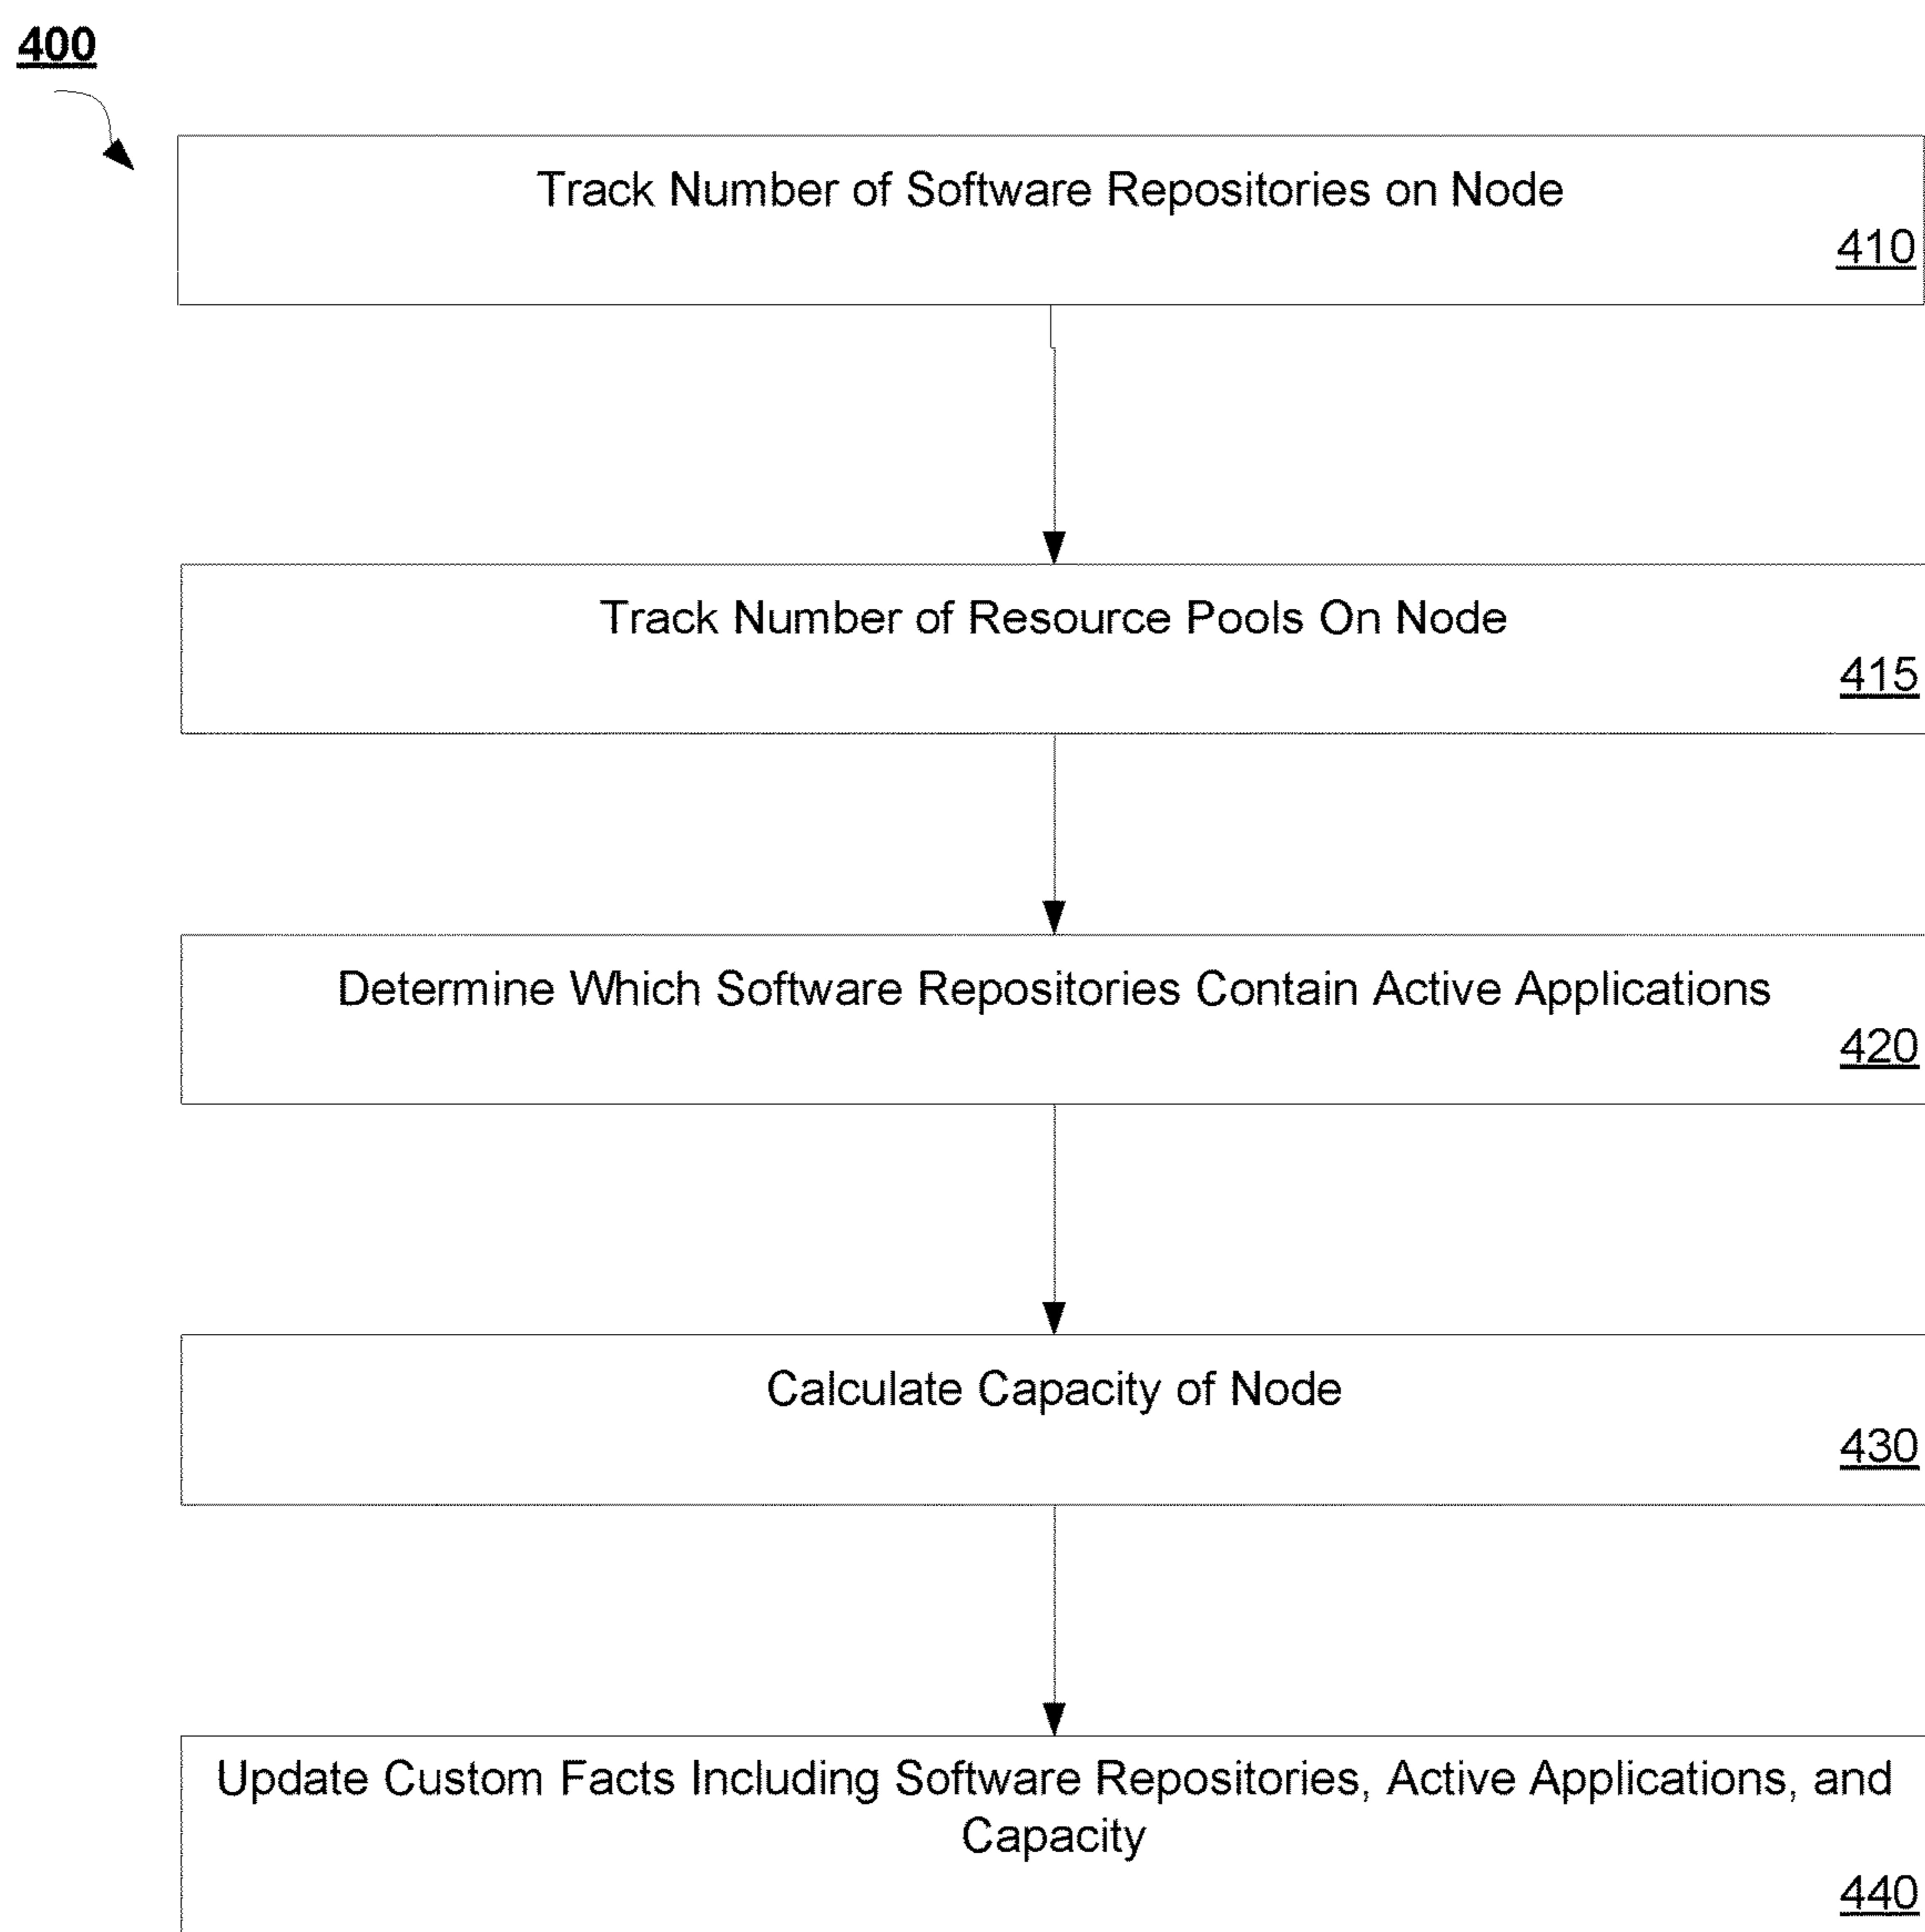 400
Track Number of Software Repositories on Node
410
Track Number of Resource Pools On Node
415
Determine Which Software Repositories Contain Active Applications
420
Calculate Capacity of Node
430
Update Custom Facts Including Software Repositories, Active Applications, and
Capacity
440